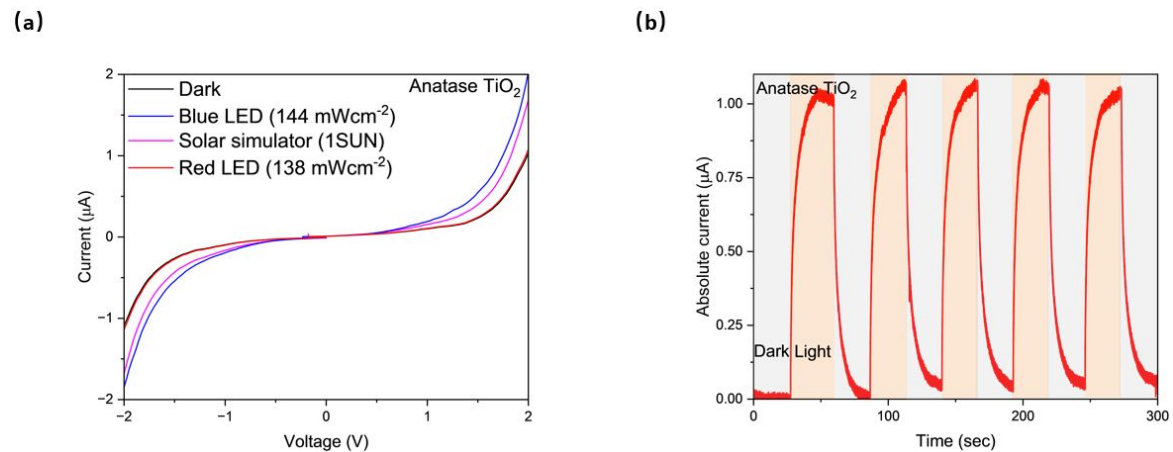 (a)
(b)
2
1
0
−1
−2
−2
−1
0
1
2
Current (μA)
Voltage (V)
Dark
Blue LED (144 mWcm⁻²)
Solar simulator (1SUN)
Red LED (138 mWcm⁻²)
Anatase TiO₂
1.00
0.75
0.50
0.25
0.00
0
100
200
300
Absolute current (μA)
Time (sec)
Anatase TiO₂
Dark Light